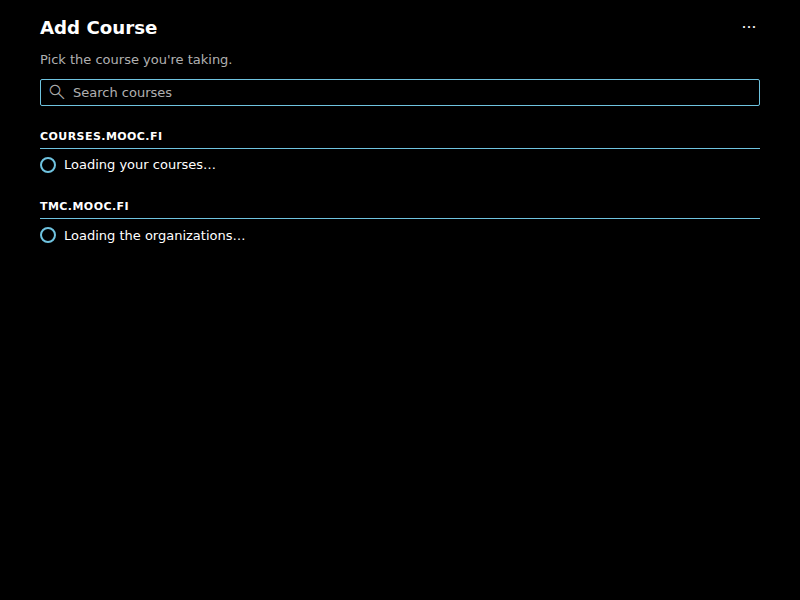 Add Course
Pick the course you're taking.
Search courses
COURSES.MOOC.FI
Loading your courses...
TMC.MOOC.FI
Loading the organizations...